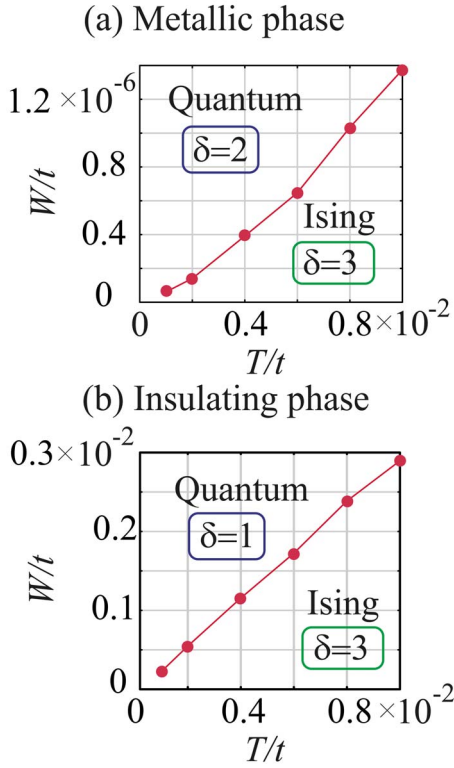 (a) Metallic phase
1.2 ×10⁻⁶
Quantum
0.8
δ=2
W/t
Ising
0.4
δ=3
0
0 0.4 0.8 ×10⁻²
T/t
(b) Insulating phase
0.3×10⁻²
Quantum
0.2
δ=1
W/t
0.1
Ising
δ=3
0
0 0.4 0.8 ×10⁻²
T/t